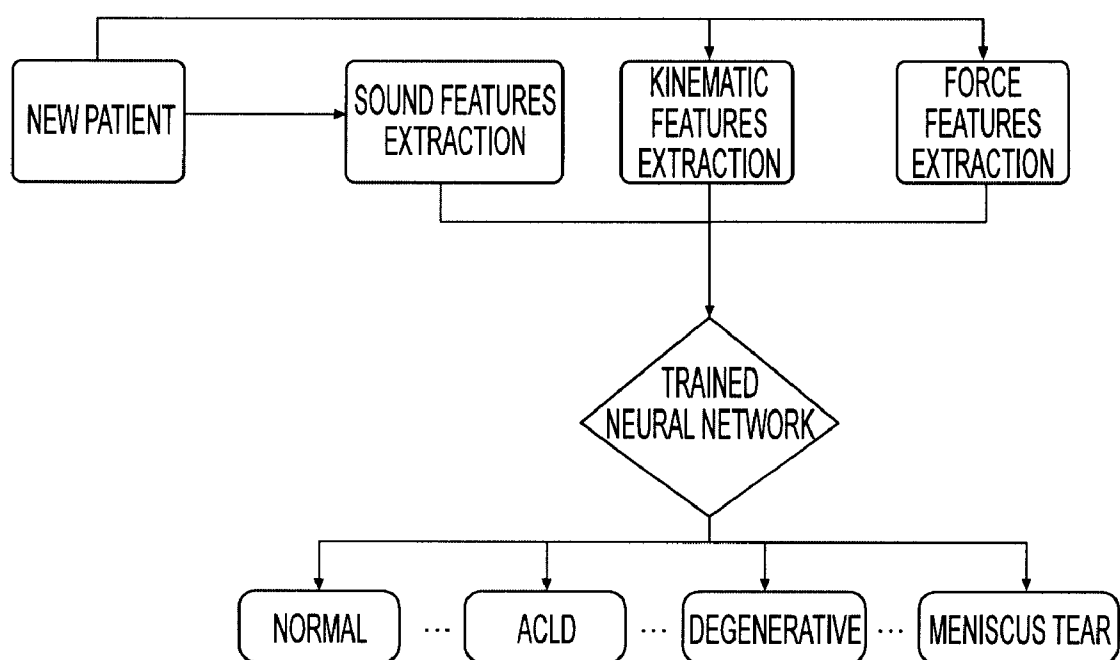 NEW PATIENT
SOUND FEATURES
EXTRACTION
KINEMATIC
FEATURES
EXTRACTION
FORCE
FEATURES
EXTRACTION
TRAINED
NEURAL NETWORK
NORMAL ... ACLD ... DEGENERATIVE ... MENISCUS TEAR